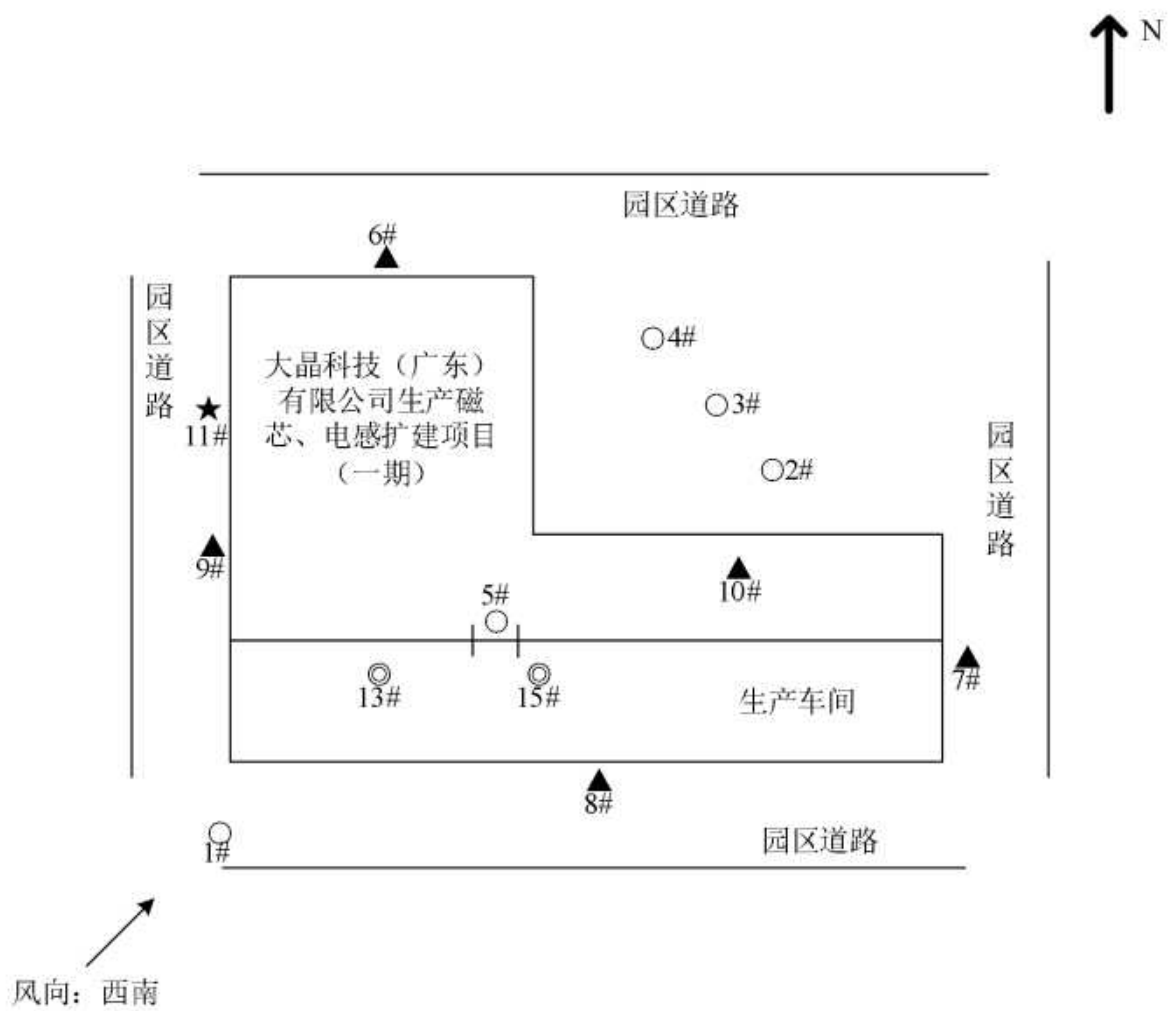 N
园区道路
6#
园区道路
4#
大晶科技（广东）
有限公司生产磁
芯、电感扩建项目
（一期）
3#
11#
2#
园区道路
9#
10#
5#
7#
13#
15#
生产车间
8#
园区道路
1#
风向：西南